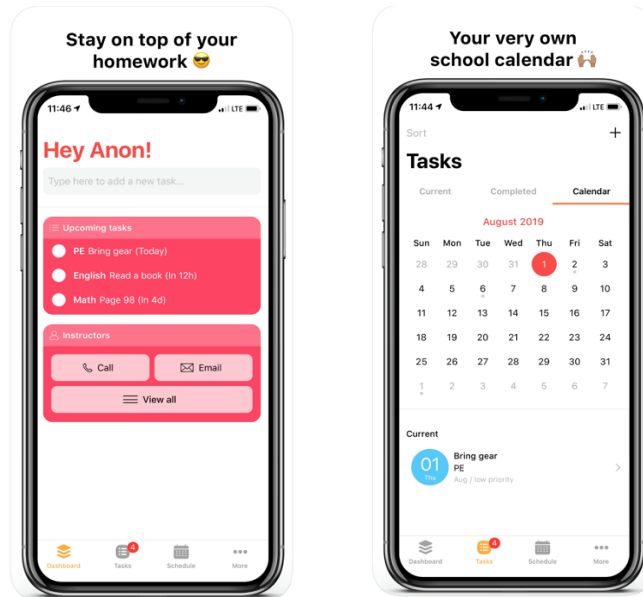 Stay on top of your
homework 😎
11:46
LTE
Hey Anon!
Type here to add a new task...
Upcoming tasks
PE Bring gear (Today)
English Read a book (In 12h)
Math Page 98 (In 4d)
Instructors
Call
Email
View all
4
Dashboard
Tasks
Schedule
More
Your very own
school calendar 🙌🏽
11:44
LTE
Sort
+
Tasks
Current Completed Calendar
August 2019
Sun Mon Tue Wed Thu Fri Sat
28 29 30 31 1 2 3
4 5 6 7 8 9 10
11 12 13 14 15 16 17
18 19 20 21 22 23 24
25 26 27 28 29 30 31
1 2 3 4 5 6 7
Current
01
Thu
Bring gear
PE
Aug / low priority
4
Dashboard
Tasks
Schedule
More